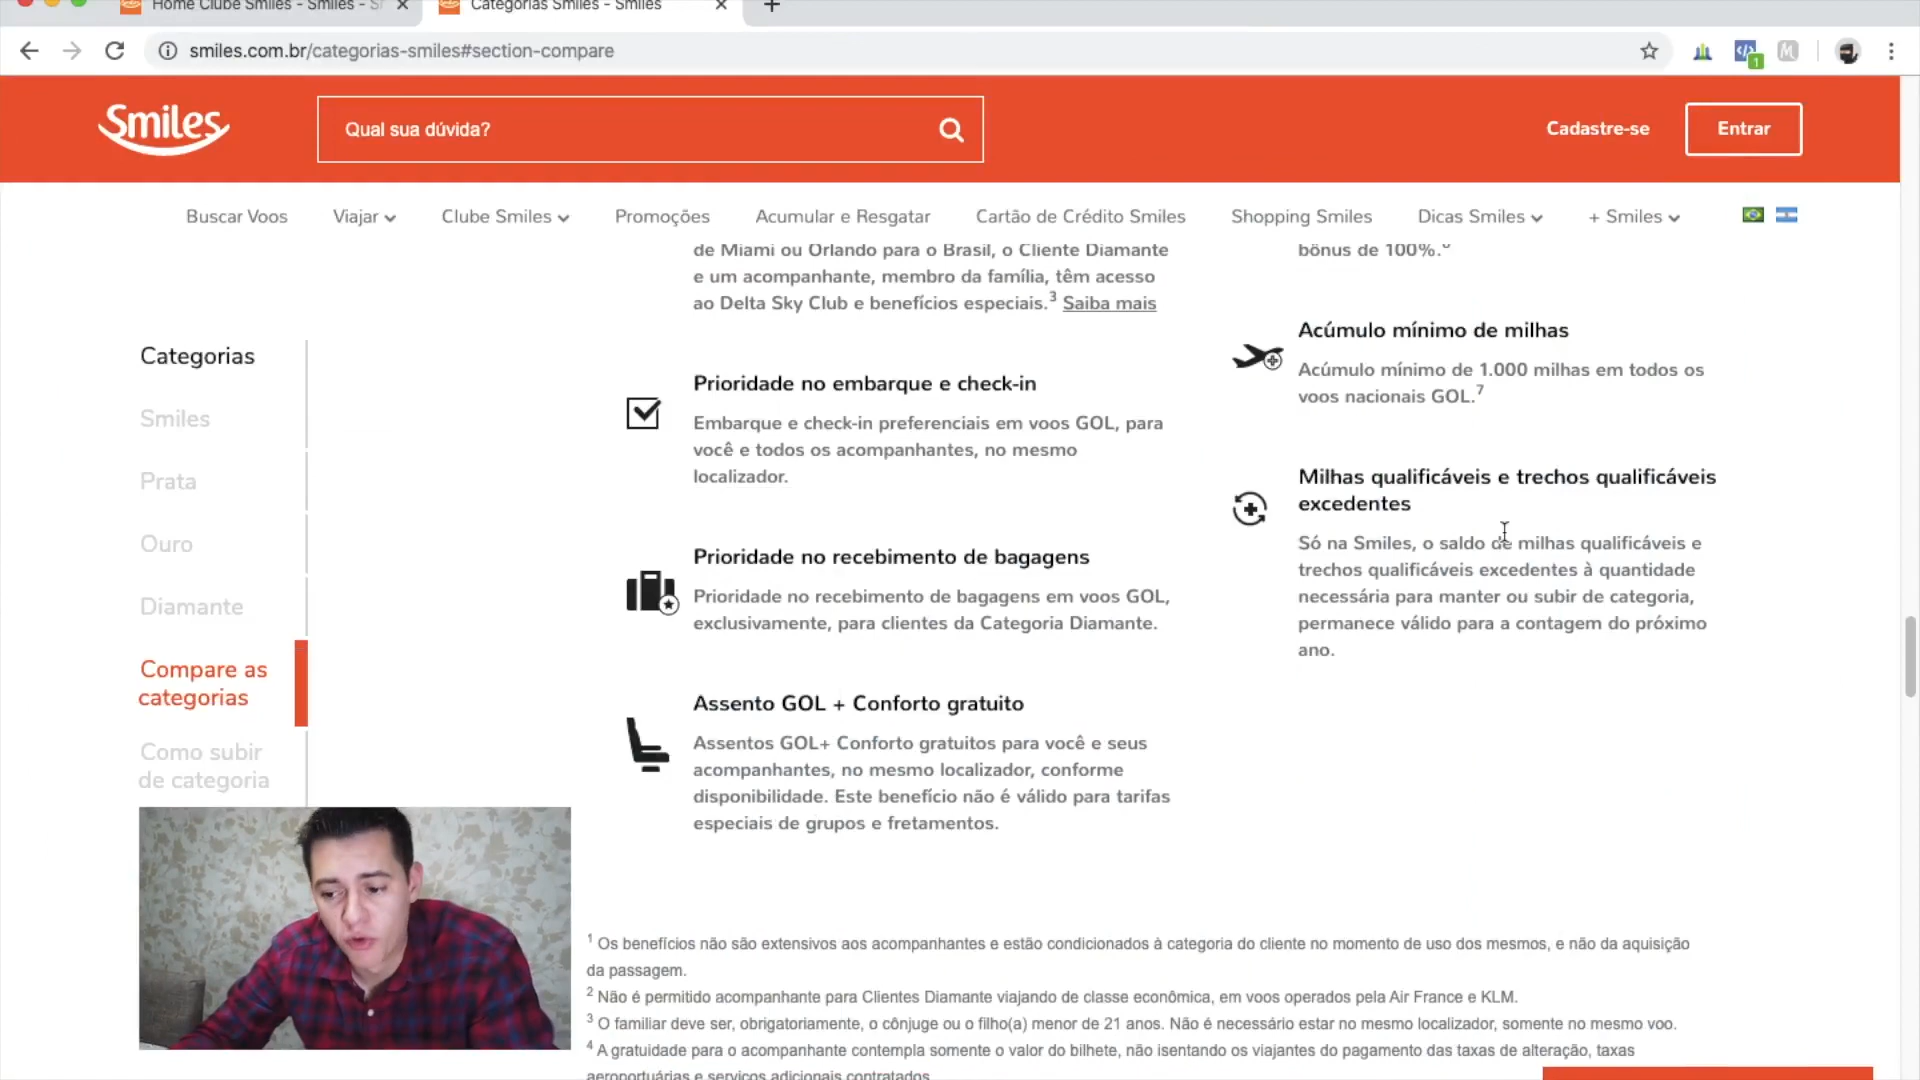 Home Clube Smiles - Smiles - S
Categorias Smiles - Smiles
smiles.com.br/categorias-smiles#section-compare
1
Smiles
Qual sua dúvida?
Cadastre-se
Entrar
Buscar Voos
Viajar
Clube Smiles
Promoções
Acumular e Resgatar
Cartão de Crédito Smiles
Shopping Smiles
Dicas Smiles
+ Smiles
Categorias
Smiles
Prata
Ouro
Diamante
Compare as
categorias
Como subir
de categoria
de Miami ou Orlando para o Brasil, o Cliente Diamante
e um acompanhante, membro da família, têm acesso
ao Delta Sky Club e benefícios especiais.³ Saiba mais
Prioridade no embarque e check-in
Embarque e check-in preferenciais em voos GOL, para
você e todos os acompanhantes, no mesmo
localizador.
Prioridade no recebimento de bagagens
Prioridade no recebimento de bagagens em voos GOL,
exclusivamente, para clientes da Categoria Diamante.
Assento GOL + Conforto gratuito
Assentos GOL+ Conforto gratuitos para você e seus
acompanhantes, no mesmo localizador, conforme
disponibilidade. Este benefício não é válido para tarifas
especiais de grupos e fretamentos.
bônus de 100%.
Acúmulo mínimo de milhas
Acúmulo mínimo de 1.000 milhas em todos os
voos nacionais GOL.⁷
Milhas qualificáveis e trechos qualificáveis
excedentes
Só na Smiles, o saldo de milhas qualificáveis e
trechos qualificáveis excedentes à quantidade
necessária para manter ou subir de categoria,
permanece válido para a contagem do próximo
ano.
¹ Os benefícios não são extensivos aos acompanhantes e estão condicionados à categoria do cliente no momento de uso dos mesmos, e não da aquisição
da passagem.
² Não é permitido acompanhante para Clientes Diamante viajando de classe econômica, em voos operados pela Air France e KLM.
³ O familiar deve ser, obrigatoriamente, o cônjuge ou o filho(a) menor de 21 anos. Não é necessário estar no mesmo localizador, somente no mesmo voo.
⁴ A gratuidade para o acompanhante contempla somente o valor do bilhete, não isentando os viajantes do pagamento das taxas de alteração, taxas
aeroportuárias e serviços adicionais contratados.